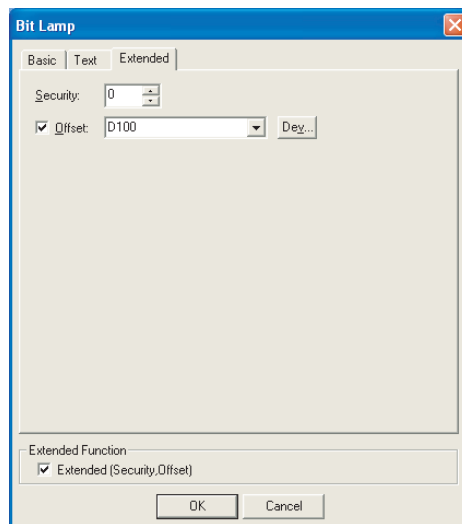 Bit Lamp
Basic Text Extended
Security: 0
Offset: D100 Dev...
Extended Function
Extended (Security,Offset)
OK Cancel